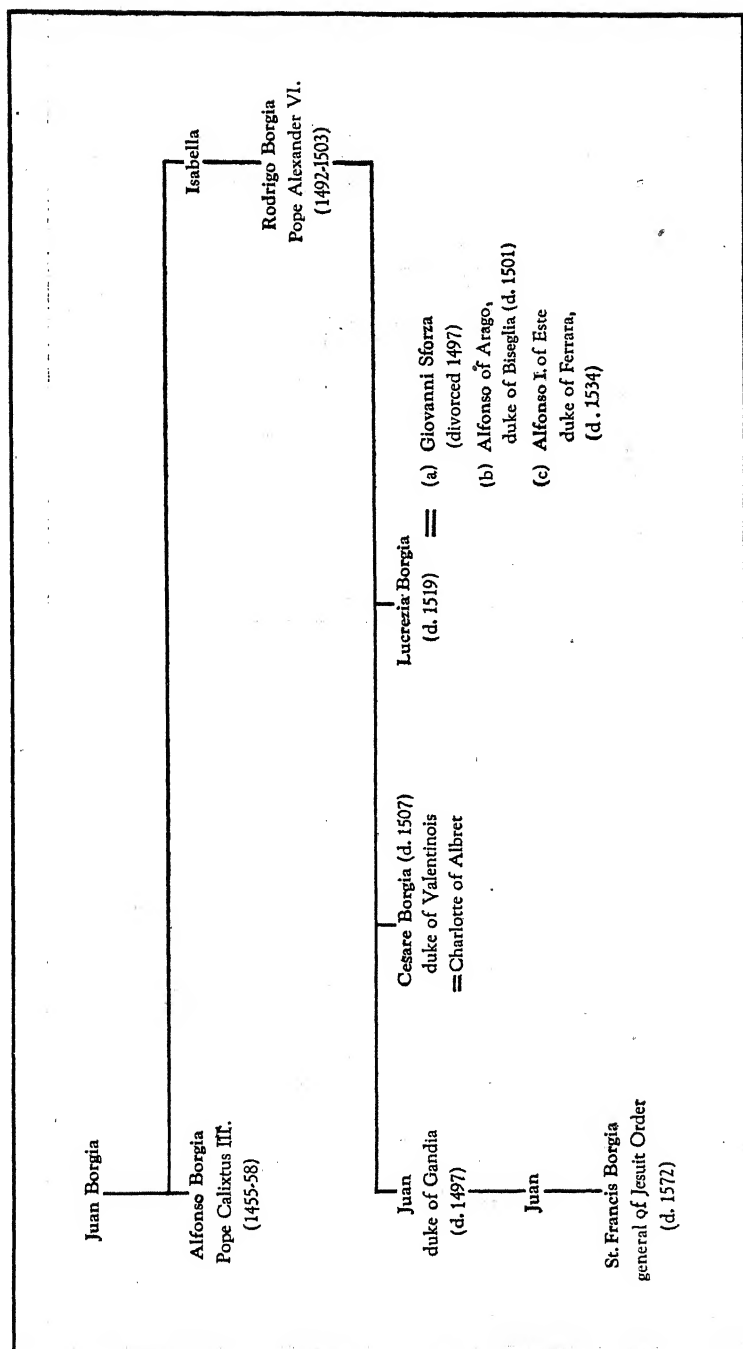 Juan Borgia
Alfonso Borgia
Pope Calixtus III.
(1455-58)
Isabella
Rodrigo Borgia
Pope Alexander VI.
(1492-1503)
Juan
duke of Gandia
(d. 1497)
Juan
St. Francis Borgia
general of Jesuit Order
(d. 1572)
Cesare Borgia (d. 1507)
duke of Valentinois
=Charlotte of Albret
Lucrezia Borgia
(d. 1519)
=
(a) Giovanni Sforza
(divorced 1497)
(b) Alfonso of Arago,
duke of Biseglia (d. 1501)
(c) Alfonso I. of Este
duke of Ferrara,
(d. 1534)